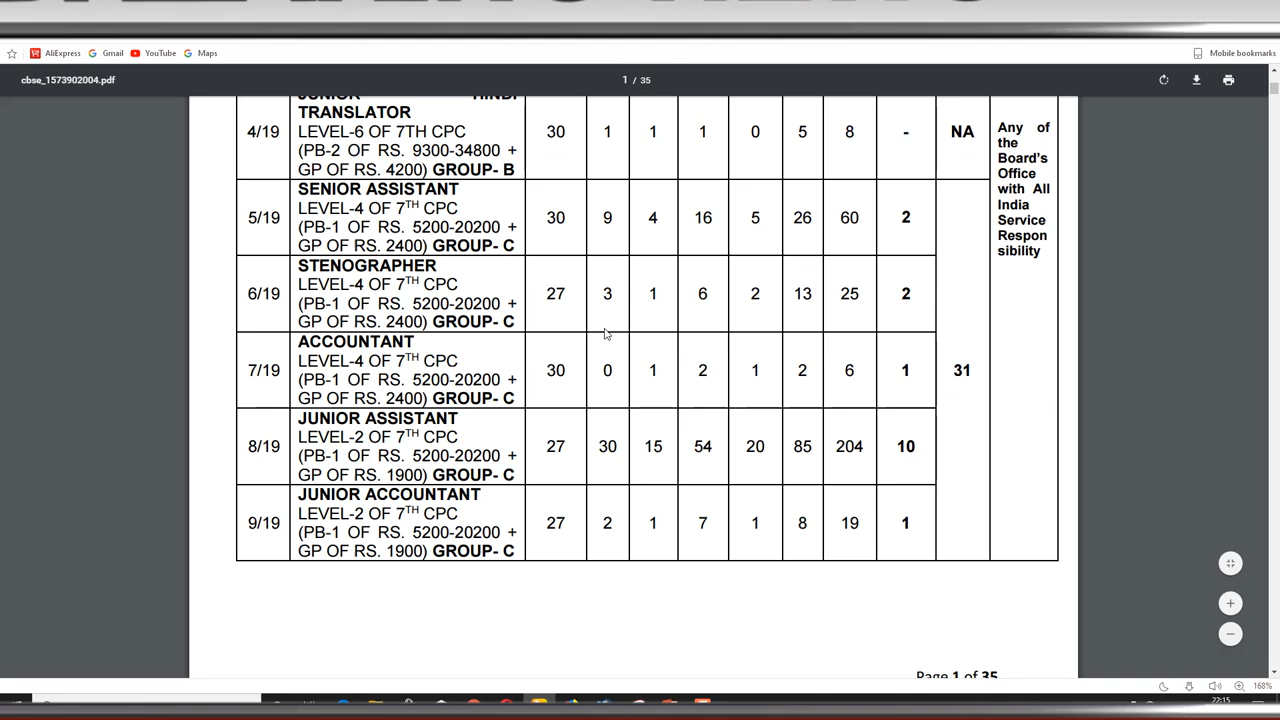 AliExpress Gmail YouTube Maps Mobile bookmarks
cbse_1573902004.pdf 1 / 35
JUNIOR HINDI
4/19 TRANSLATOR
LEVEL-6 OF 7TH CPC
(PB-2 OF RS. 9300-34800 +
GP OF RS. 4200) GROUP- B
30 1 1 1 0 5 8 - NA
Any of
the
Board's
Office
with All
India
Service
Respon
sibility
5/19 SENIOR ASSISTANT
LEVEL-4 OF 7TH CPC
(PB-1 OF RS. 5200-20200 +
GP OF RS. 2400) GROUP- C
30 9 4 16 5 26 60 2
6/19 STENOGRAPHER
LEVEL-4 OF 7TH CPC
(PB-1 OF RS. 5200-20200 +
GP OF RS. 2400) GROUP- C
27 3 1 6 2 13 25 2
7/19 ACCOUNTANT
LEVEL-4 OF 7TH CPC
(PB-1 OF RS. 5200-20200 +
GP OF RS. 2400) GROUP- C
30 0 1 2 1 2 6 1 31
8/19 JUNIOR ASSISTANT
LEVEL-2 OF 7TH CPC
(PB-1 OF RS. 5200-20200 +
GP OF RS. 1900) GROUP- C
27 30 15 54 20 85 204 10
9/19 JUNIOR ACCOUNTANT
LEVEL-2 OF 7TH CPC
(PB-1 OF RS. 5200-20200 +
GP OF RS. 1900) GROUP- C
27 2 1 7 1 8 19 1
Page 1 of 35
168%
22:15